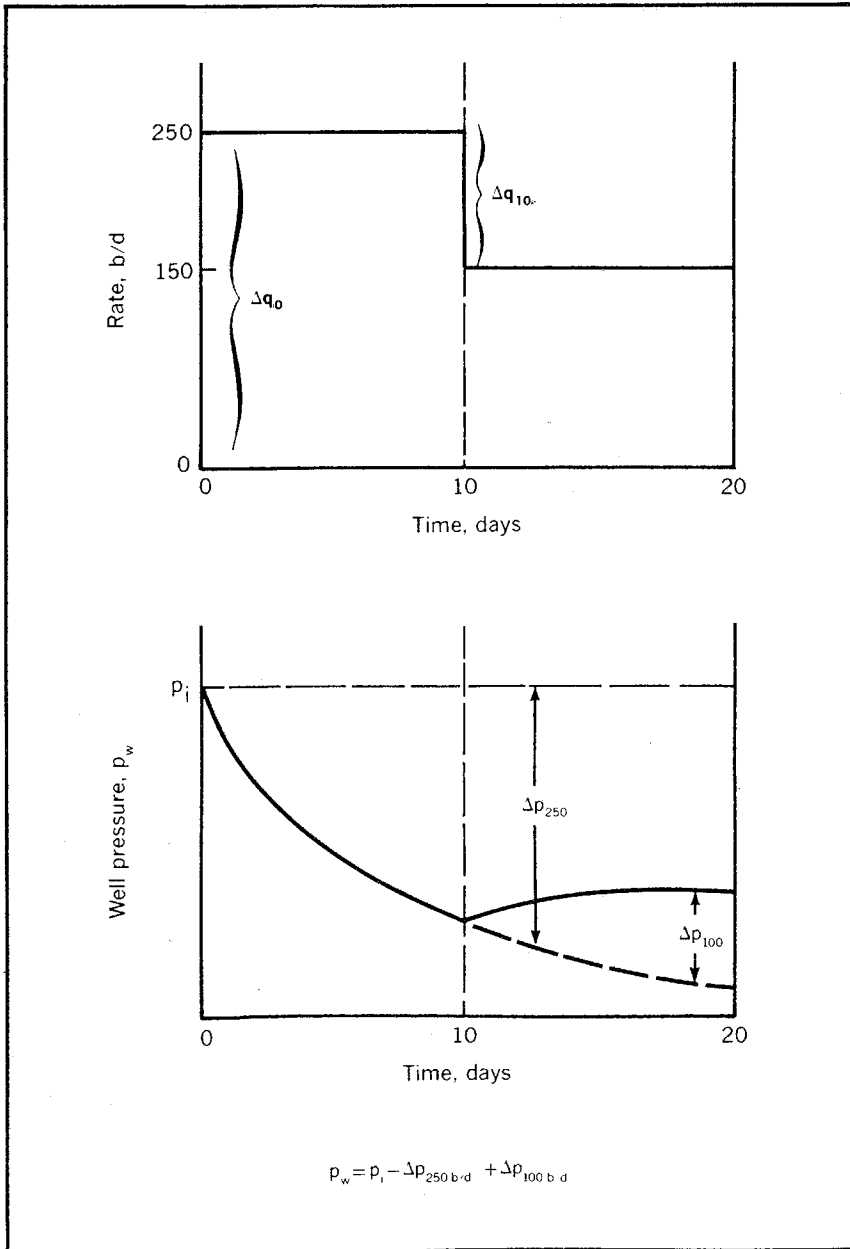 250
150
0
Rate, b/d
Δq₀
Δq₁₀
0 10 20
Time, days
pᵢ
Well pressure, p_w
Δp₂₅₀
Δp₁₀₀
0 10 20
Time, days
p_w = pᵢ − Δp₂₅₀ b/d + Δp₁₀₀ b d